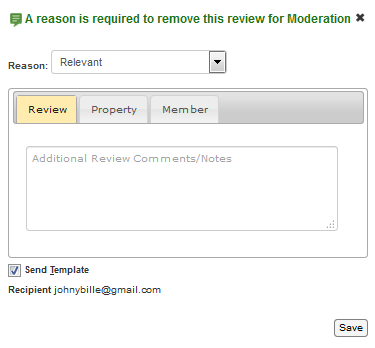 A reason is required to remove this review for Moderation
Reason: Relevant
Review Property Member
Additional Review Comments/Notes
Send Template
Recipient johnybille@gmail.com
Save